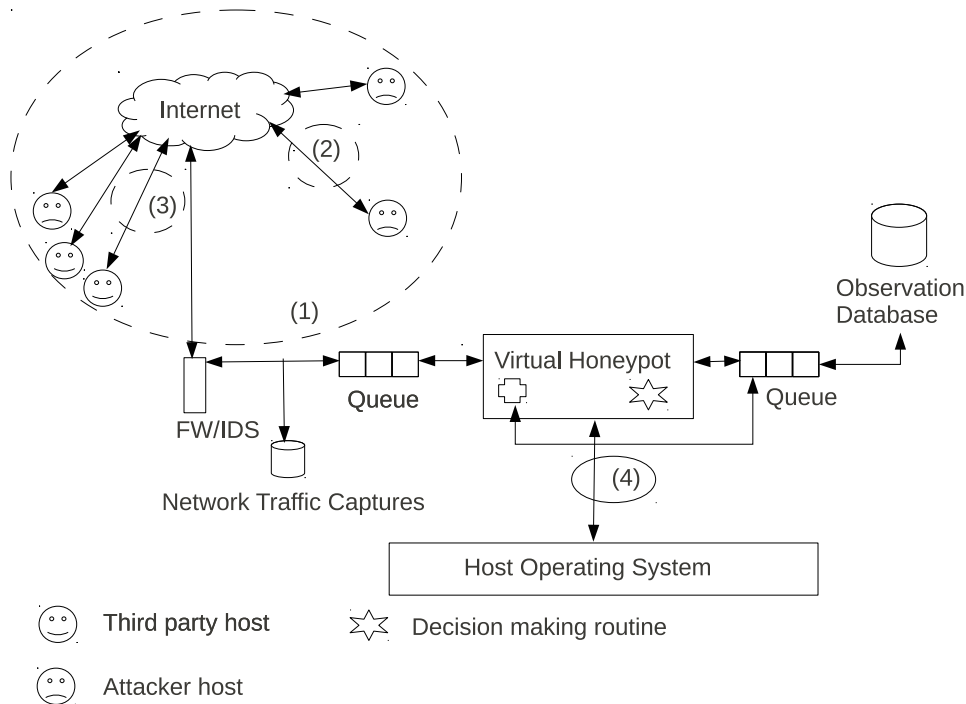 Internet
(2)
(3)
(1)
Observation
Database
Virtual Honeypot
Queue
Queue
FW/IDS
(4)
Network Traffic Captures
Host Operating System
Third party host
Decision making routine
Attacker host